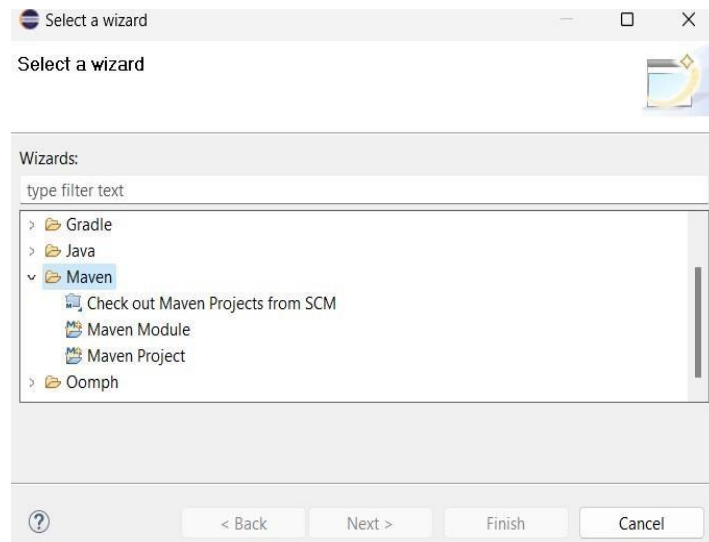 Select a wizard
Select a wizard
Wizards:
type filter text
Gradle
Java
Maven
Check out Maven Projects from SCM
Maven Module
Maven Project
Oomph
? < Back Next > Finish Cancel